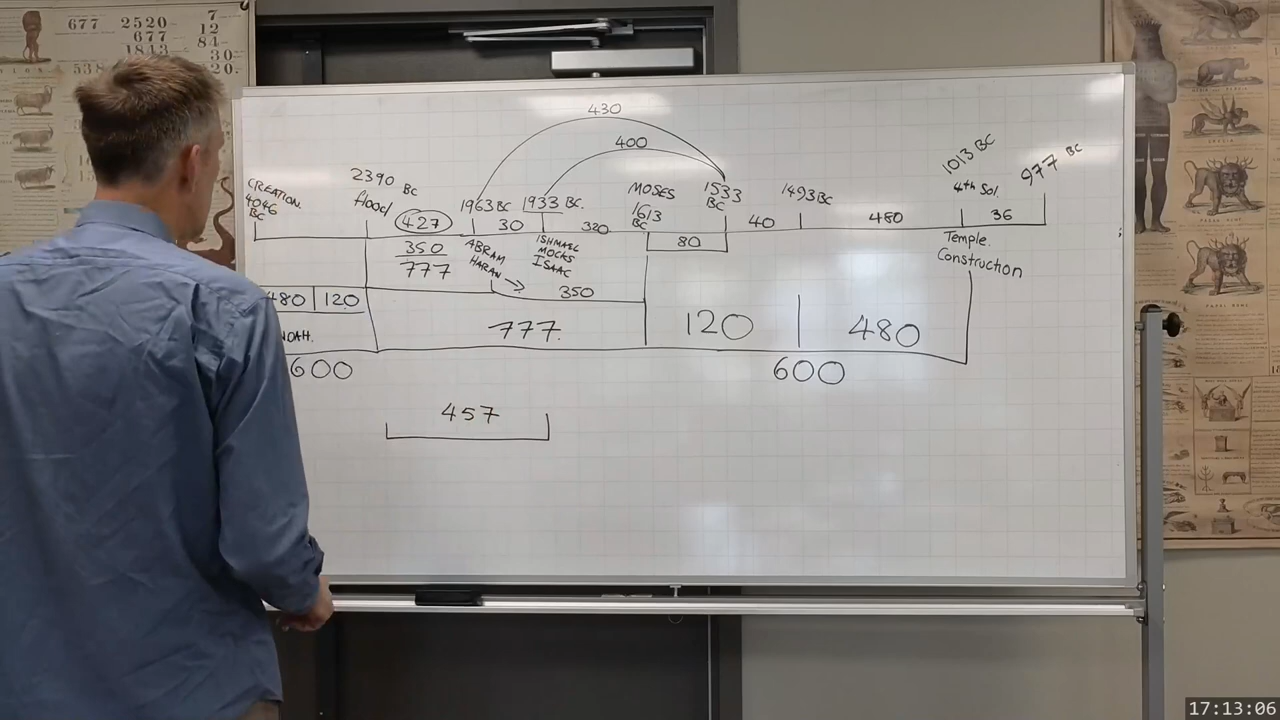 677 2520 7
677 12
1843 84
538 30
20
430
400
CREATION
4046
BC
2390 BC
flood
427
350
777
1963 BC
30
1933 BC.
320
MOSES
1613
BC
80
1533
BC
40
1493 BC
480
1013 BC
4th Sol.
36
977 BC
ABRAM
HARAN
ISHMAEL
MOCKS
ISAAC
350
Temple.
Construction
480 120
NOAH.
777.
120
480
600
600
457
17:13:06